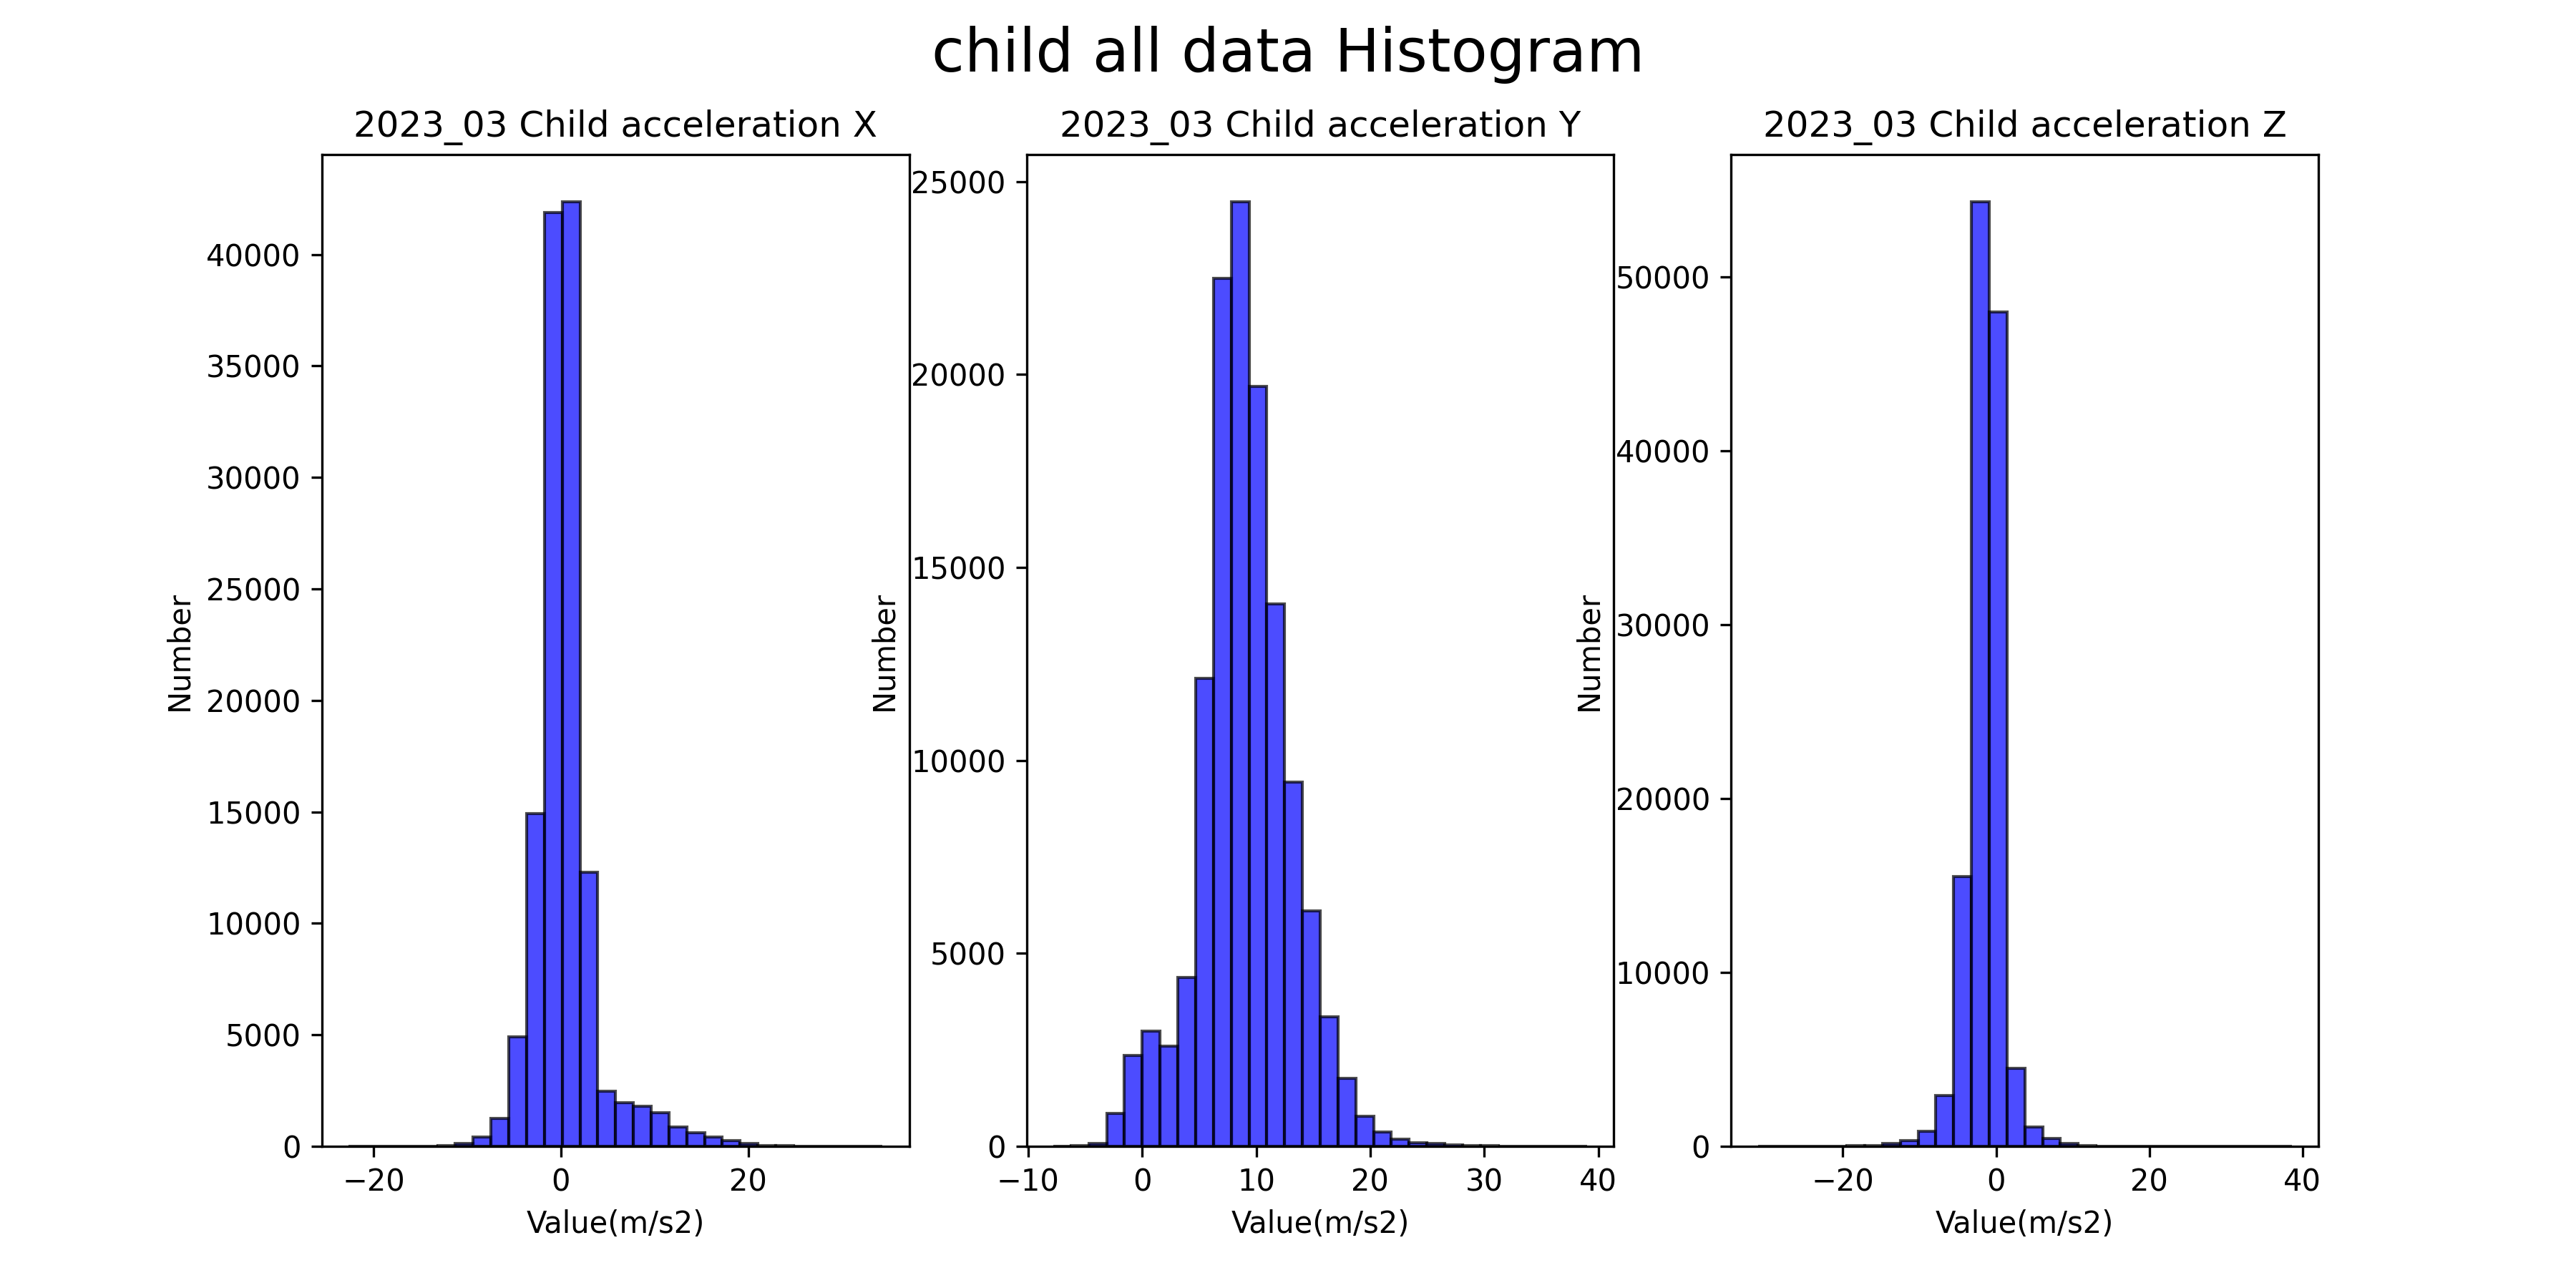 child all data Histogram
2023_03 Child acceleration X
40000
35000
30000
25000
20000
15000
10000
5000
0
Number
−20 0 20
Value(m/s2)
2023_03 Child acceleration Y
25000
20000
15000
10000
5000
0
Number
−10 0 10 20 30 40
Value(m/s2)
2023_03 Child acceleration Z
50000
40000
30000
20000
10000
0
Number
−20 0 20 40
Value(m/s2)